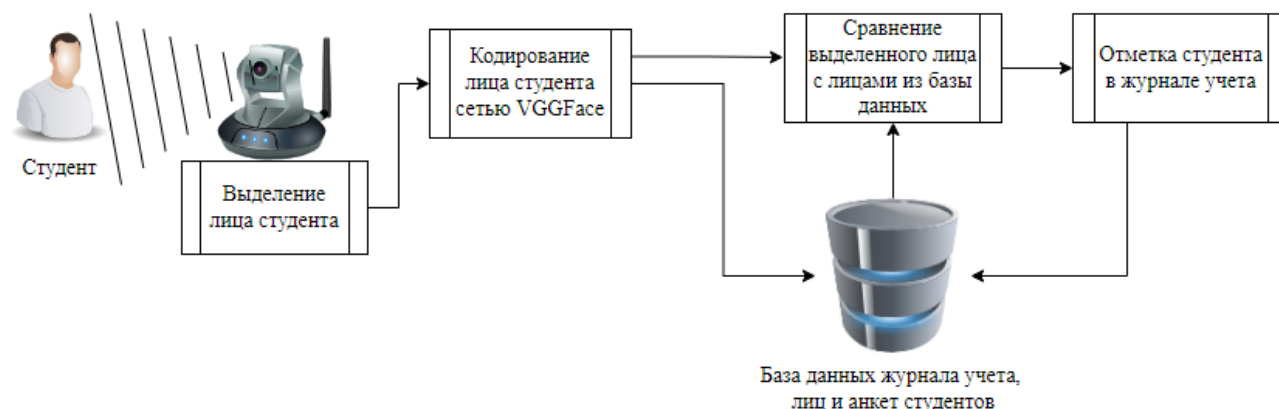 Студент
Выделение
лица студента
Кодирование
лица студента
сетью VGGFace
Сравнение
выделенного лица
с лицами из базы
данных
Отметка студента
в журнале учета
База данных журнала учета,
лиц и анкет студентов